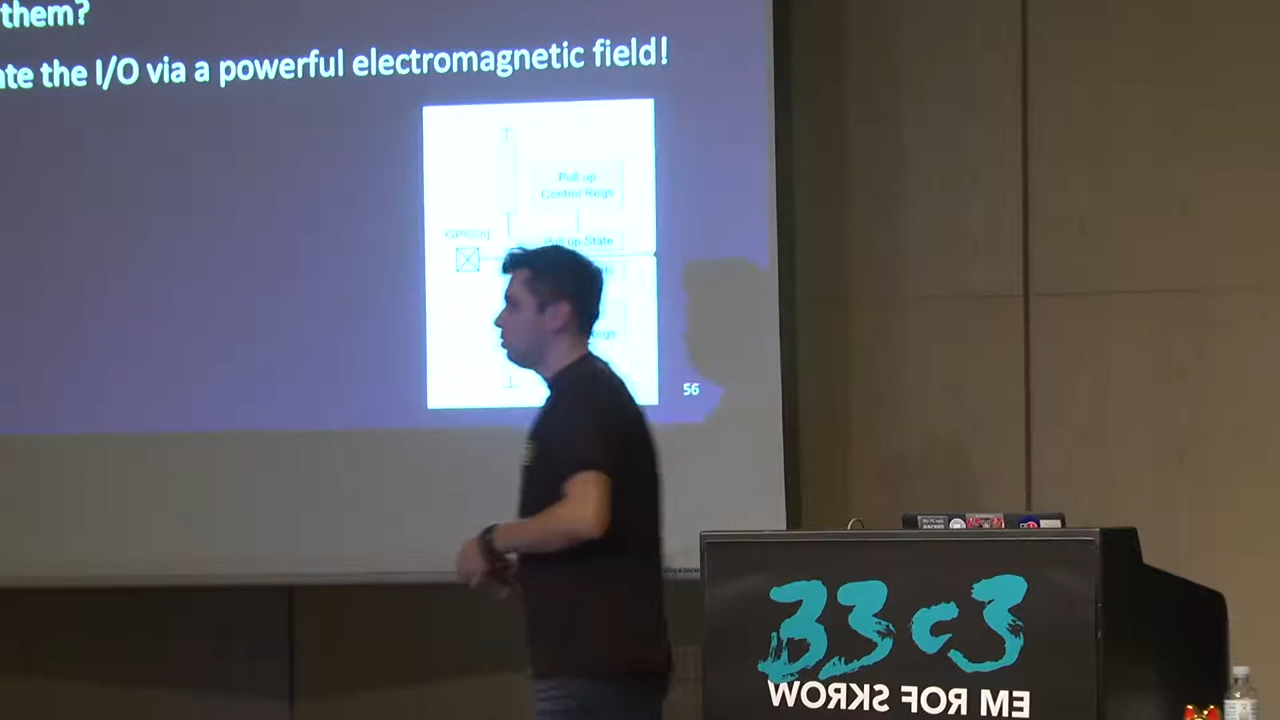 them?
ate the I/O via a powerful electromagnetic field!
Pull up
Control Regs
GPIO[n]
Pull up State
56
33c3
WORKS FOR ME